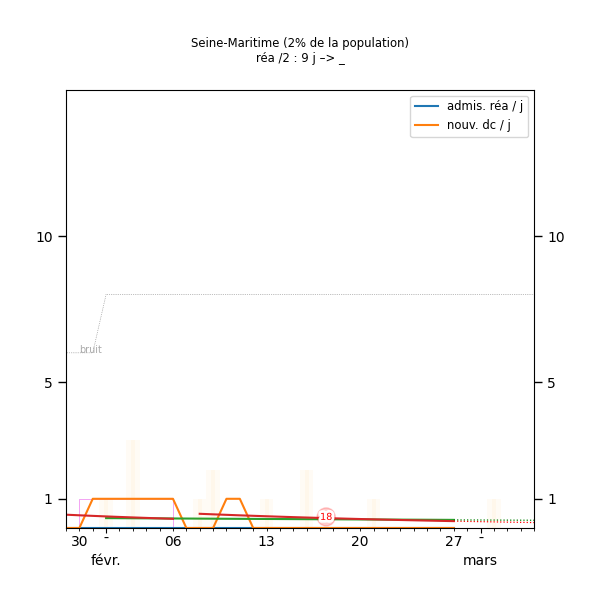 Seine-Maritime (2% de la population)
réa /2 : 9 j –> _
admis. réa / j
nouv. dc / j
10 10
bruit
5 5
1 1
18
30 - 06 13 20 27 -
févr. mars